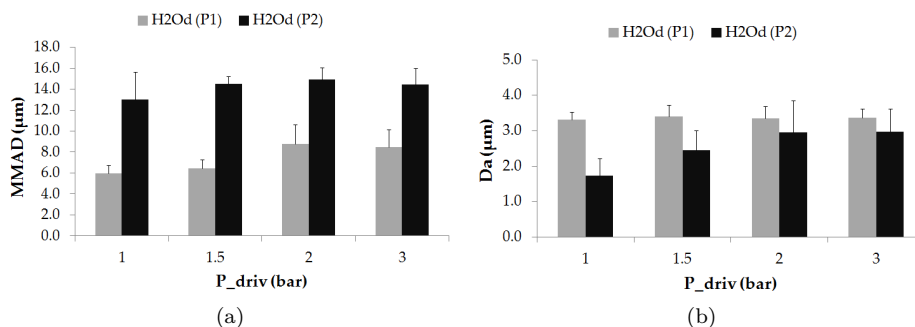 H2Od (P1) H2Od (P2)
18.0
16.0
14.0
12.0
10.0
8.0
6.0
4.0
2.0
0.0
MMAD (µm)
1 1.5 2 3
P_driv (bar)
(a)
H2Od (P1) H2Od (P2)
5.0
4.0
3.0
2.0
1.0
0.0
Da (µm)
1 1.5 2 3
P_driv (bar)
(b)